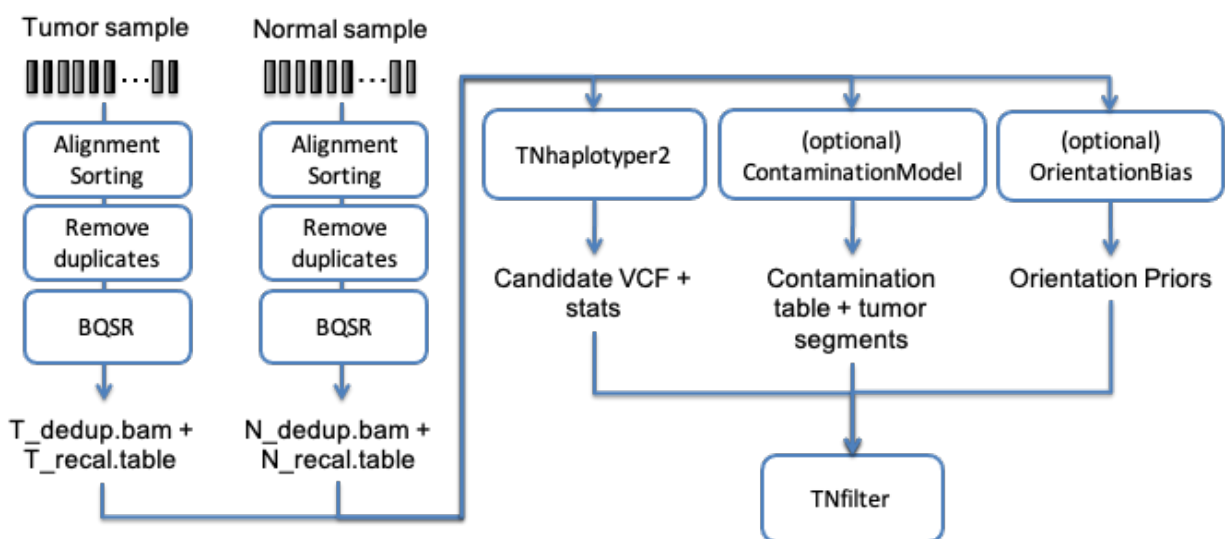 Tumor sample
Normal sample
...
...
Alignment
Sorting
Remove
duplicates
BQSR
T_dedup.bam +
T_recal.table
Alignment
Sorting
Remove
duplicates
BQSR
N_dedup.bam +
N_recal.table
TNhaplotyper2
Candidate VCF +
stats
(optional)
ContaminationModel
Contamination
table + tumor
segments
(optional)
OrientationBias
Orientation Priors
TNfilter